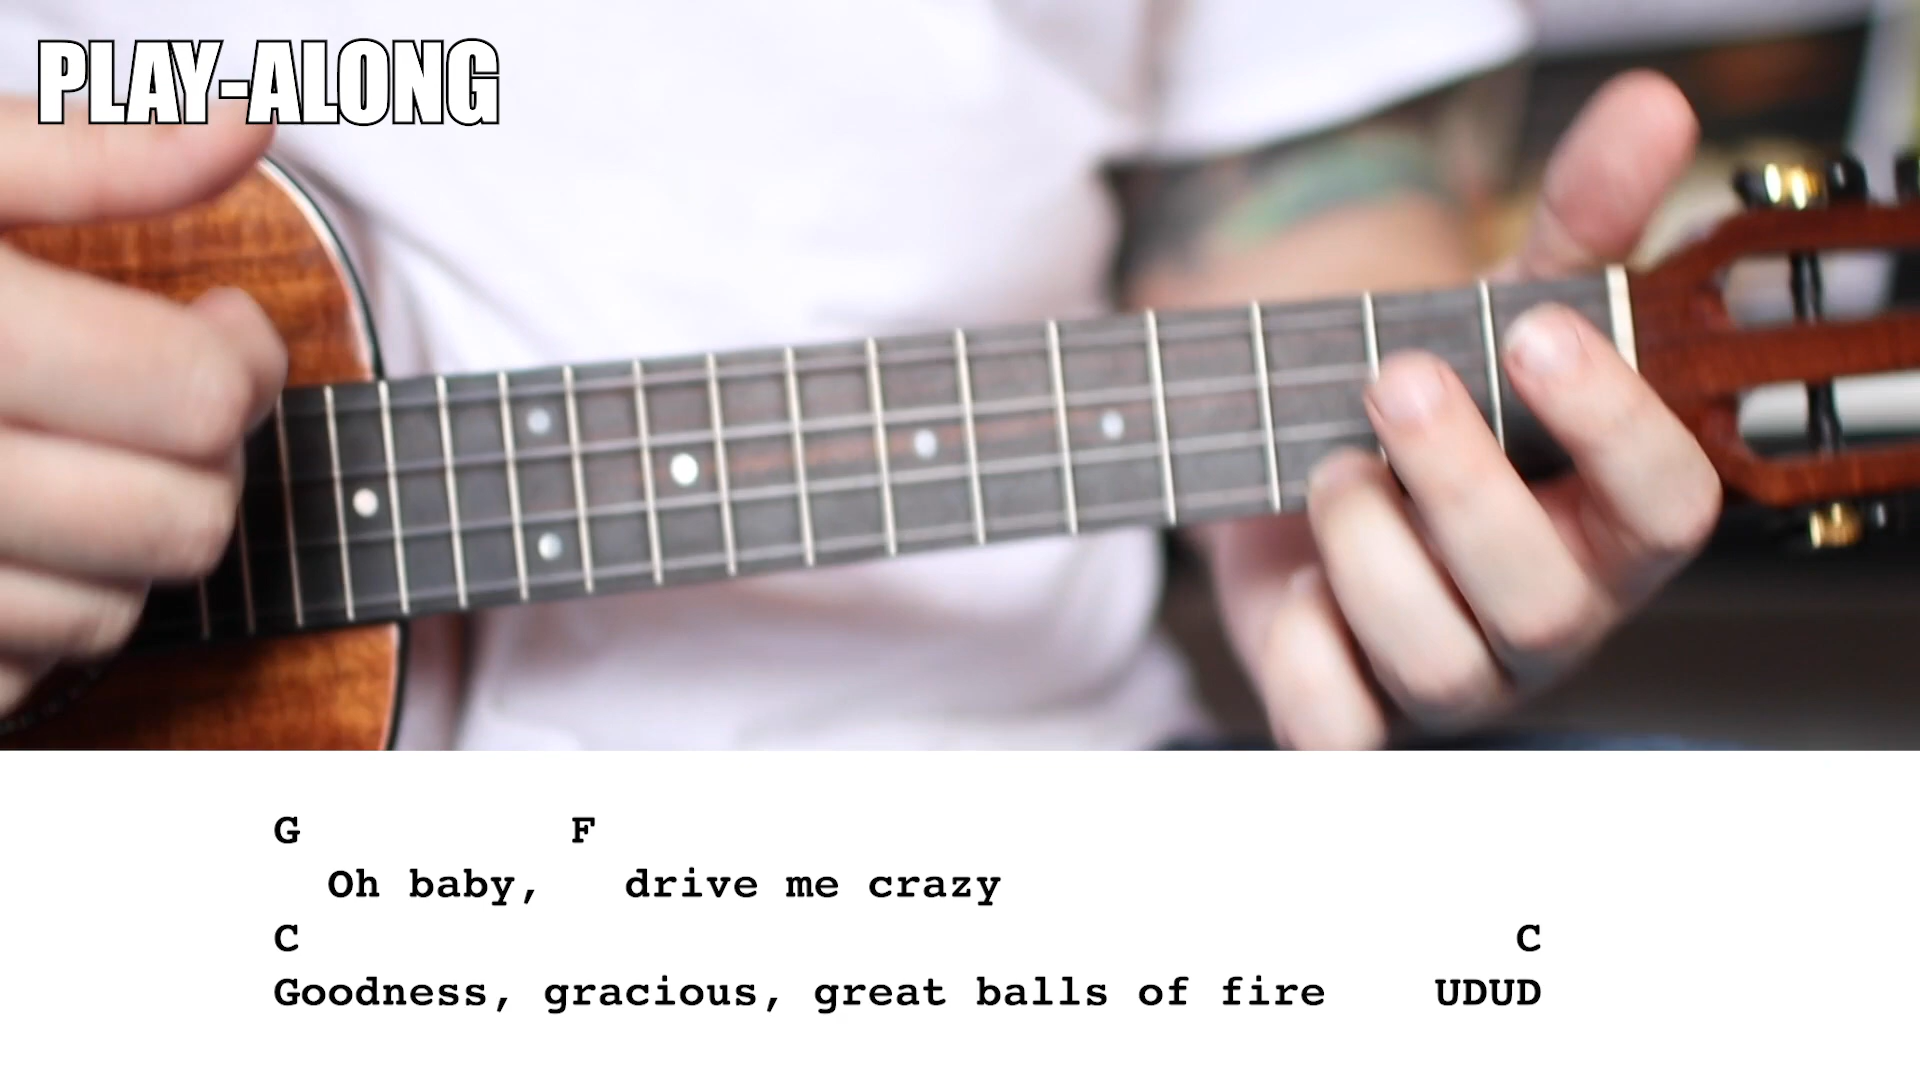 PLAY-ALONG
G F
Oh baby, drive me crazy
C C
Goodness, gracious, great balls of fire UDUD